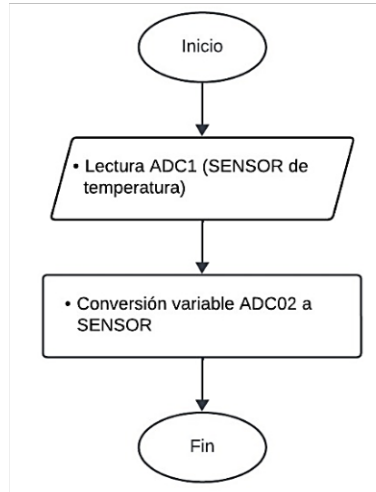 Inicio
• Lectura ADC1 (SENSOR de
temperatura)
• Conversión variable ADC02 a
SENSOR
Fin